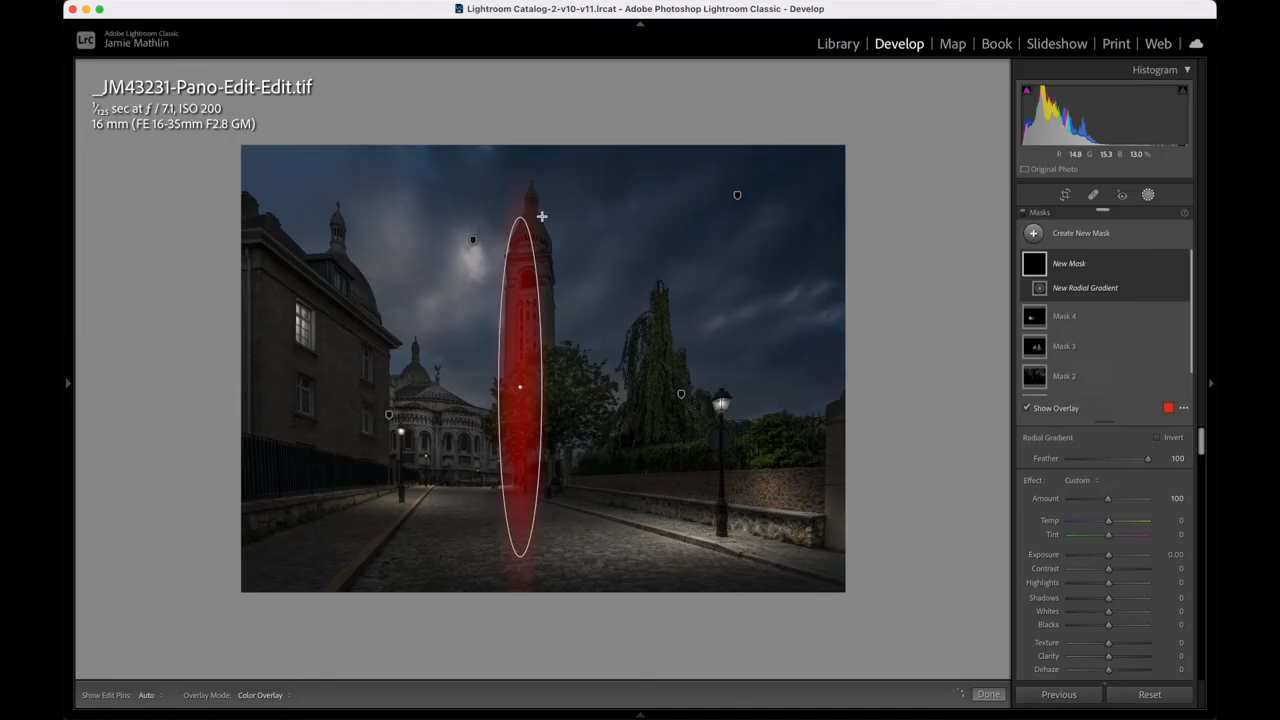 Lightroom Catalog-2-v10-v11.lrcat - Adobe Photoshop Lightroom Classic - Develop
LrC
Adobe Lightroom Classic
Jamie Mathlin
Library | Develop | Map | Book | Slideshow | Print | Web
_JM43231-Pano-Edit-Edit.tif
1/125 sec at ƒ / 7.1, ISO 200
16 mm (FE 16-35mm F2.8 GM)
Histogram
R 14.8 G 15.3 B 13.0 %
Original Photo
Masks
Create New Mask
New Mask
New Radial Gradient
Mask 4
Mask 3
Mask 2
Show Overlay
Radial Gradient Invert
Feather 100
Effect : Custom
Amount 100
Temp 0
Tint 0
Exposure 0.00
Contrast 0
Highlights 0
Shadows 0
Whites 0
Blacks 0
Texture 0
Clarity 0
Dehaze 0
Show Edit Pins: Auto Overlay Mode: Color Overlay Done Previous Reset